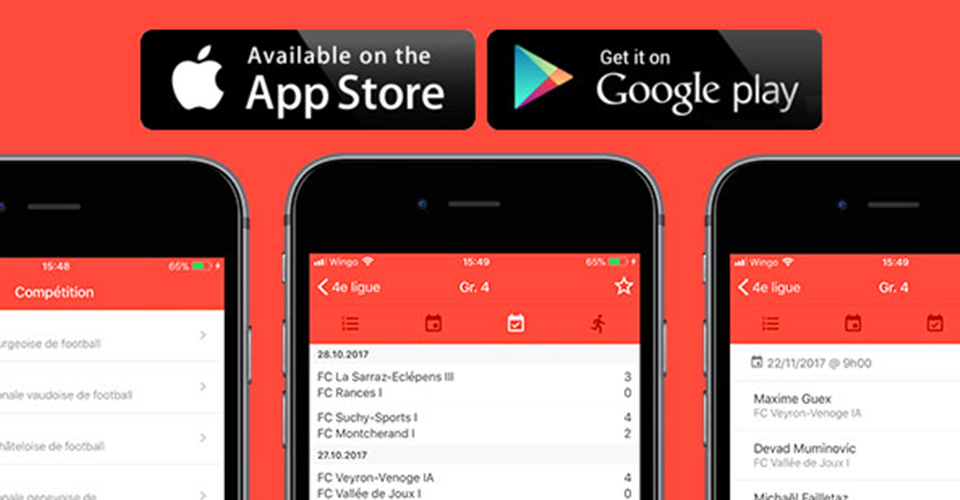 Available on the
App Store
Get it on
Google play
15:48
65%
Compétition
urgeoise de football
onale vaudoise de football
hâteloise de football
onale genevoise de
Wingo
15:49
65%
4e ligue
Gr. 4
28.10.2017
FC La Sarraz-Eclépens III
3
FC Rances I
0
FC Suchy-Sports I
4
FC Montcherand I
2
27.10.2017
FC Veyron-Venoge IA
4
FC Vallée de Joux I
0
Wingo
15:49
4e ligue
Gr. 4
22/11/2017 @ 9h00
Maxime Guex
FC Veyron-Venoge IA
Devad Muminovic
FC Vallée de Joux I
Michaël Failletaz